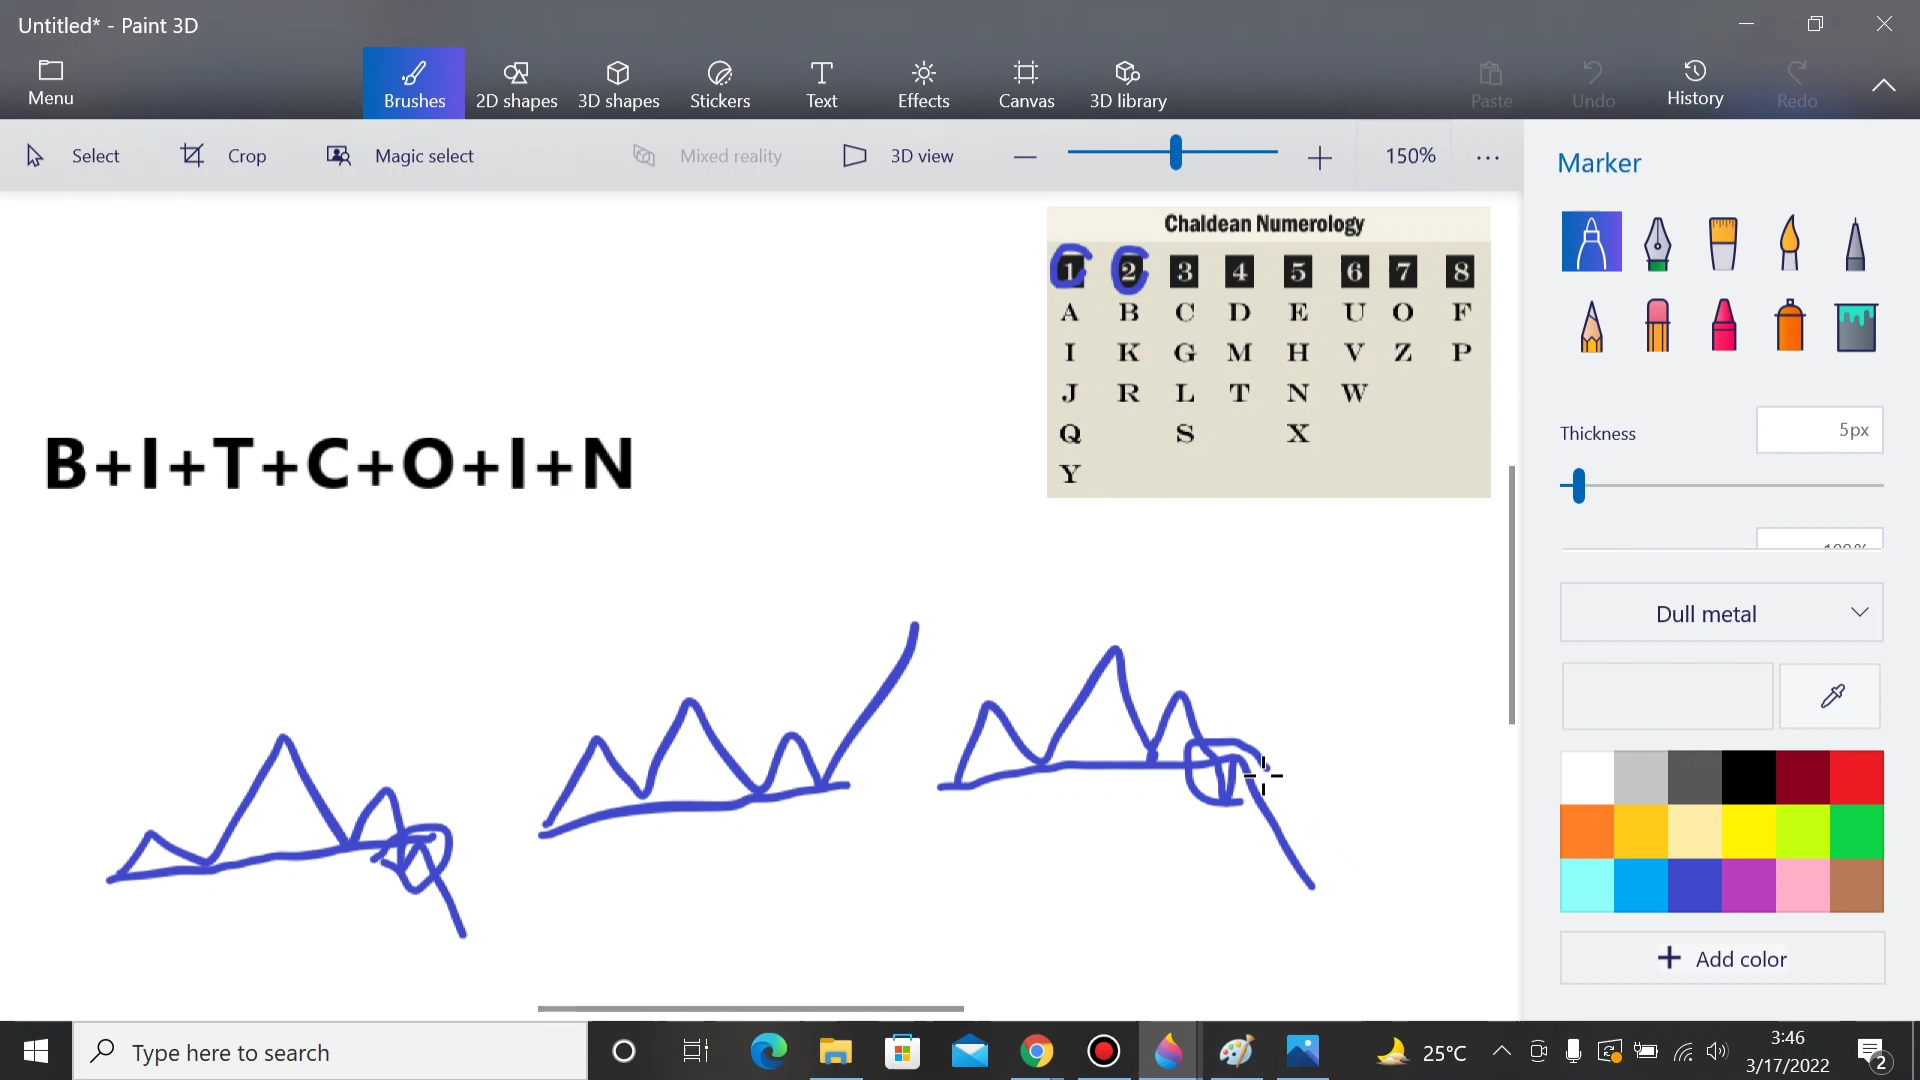 Untitled* - Paint 3D
Menu
Brushes
2D shapes
3D shapes
Stickers
Text
Effects
Canvas
3D library
Paste
Undo
History
Redo
Select
Crop
Magic select
Mixed reality
3D view
150%
Marker
Chaldean Numerology
1 2 3 4 5 6 7 8
A B C D E U O F
I K G M H V Z P
J R L T N W
Q S X
Y
B+I+T+C+O+I+N
Thickness
5px
Dull metal
Add color
Type here to search
25°C
3:46
3/17/2022
2